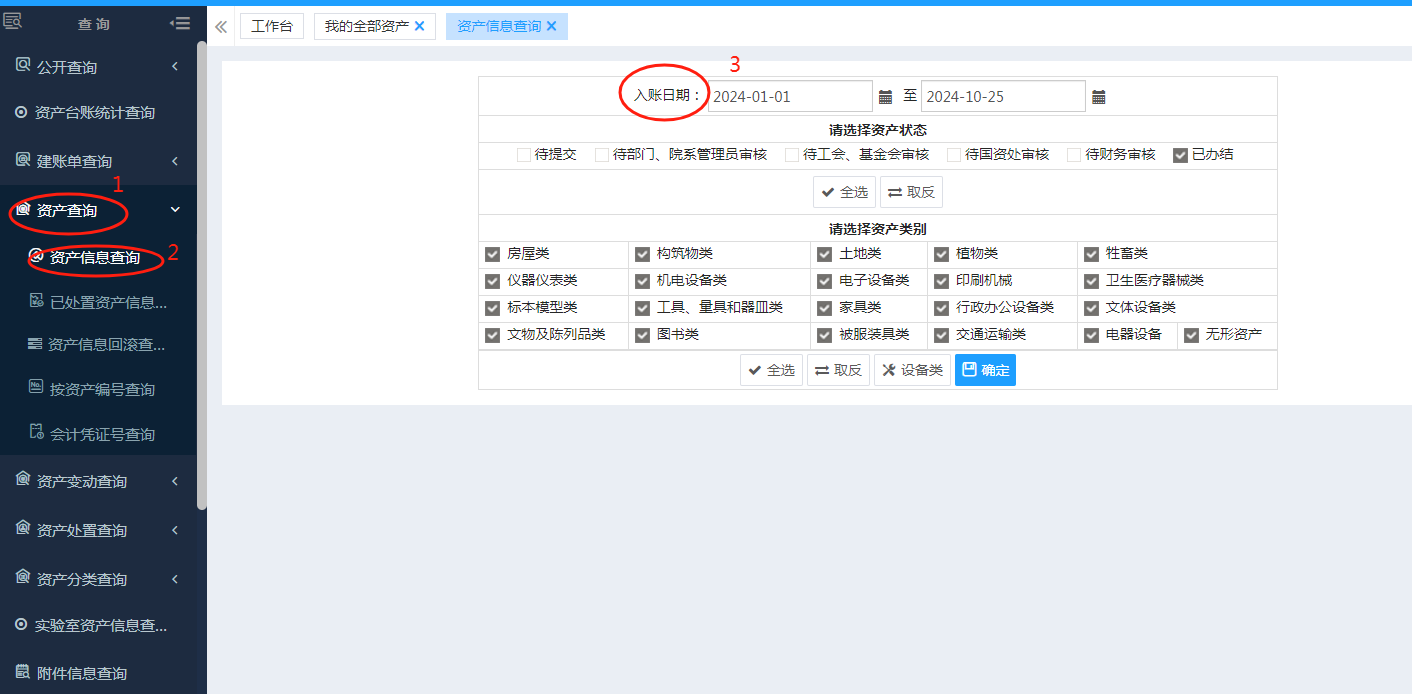 查 询
公开查询
资产台账统计查询
建账单查询
1
资产查询
资产信息查询
2
已处置资产信息...
资产信息回滚查...
按资产编号查询
会计凭证号查询
资产变动查询
资产处置查询
资产分类查询
实验室资产信息查...
附件信息查询
工作台 我的全部资产 资产信息查询
3
入账日期： 2024-01-01 至 2024-10-25
请选择资产状态
待提交 待部门、院系管理员审核 待工会、基金会审核 待国资处审核 待财务审核 已办结
全选 取反
请选择资产类别
房屋类 构筑物类 土地类 植物类 牲畜类
仪器仪表类 机电设备类 电子设备类 印刷机械 卫生医疗器械类
标本模型类 工具、量具和器皿类 家具类 行政办公设备类 文体设备类
文物及陈列品类 图书类 被服装具类 交通运输类 电器设备 无形资产
全选 取反 设备类 确定